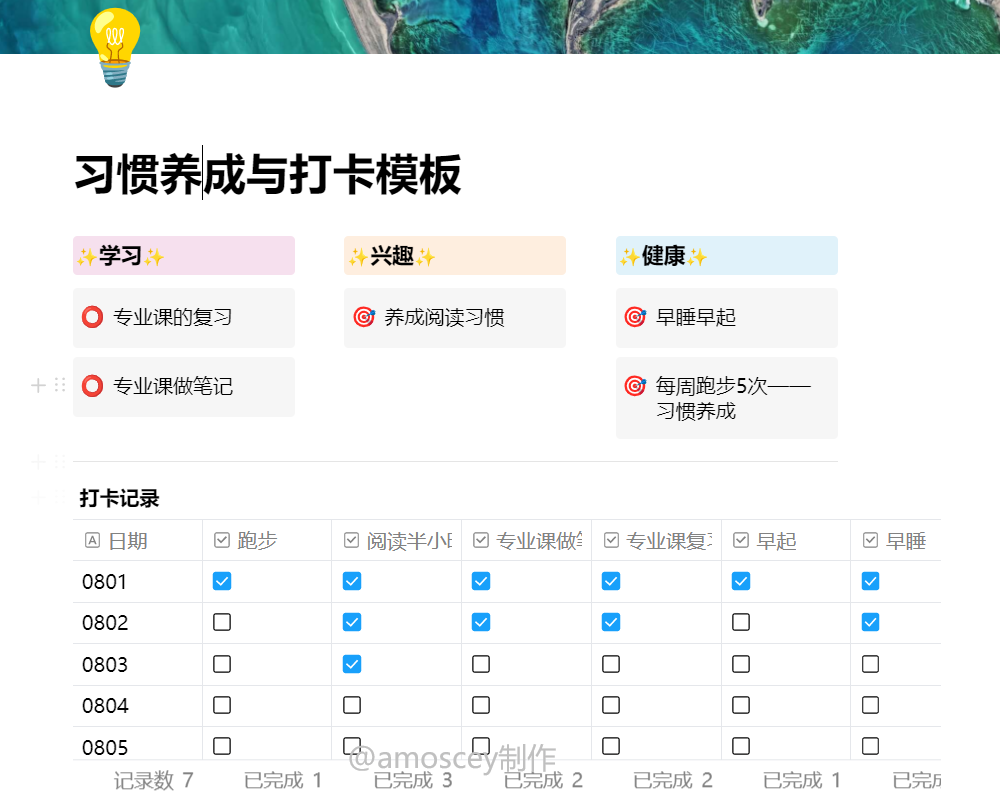 习惯养成与打卡模板
✨学习✨
✨兴趣✨
✨健康✨
专业课的复习
养成阅读习惯
早睡早起
专业课做笔记
每周跑步5次——
习惯养成
打卡记录
日期 跑步 阅读半小 专业课做 专业课复 早起 早睡
0801
0802
0803
0804
0805
@amoscey制作
记录数 7 已完成 1 已完成 3 已完成 2 已完成 2 已完成 1 已完